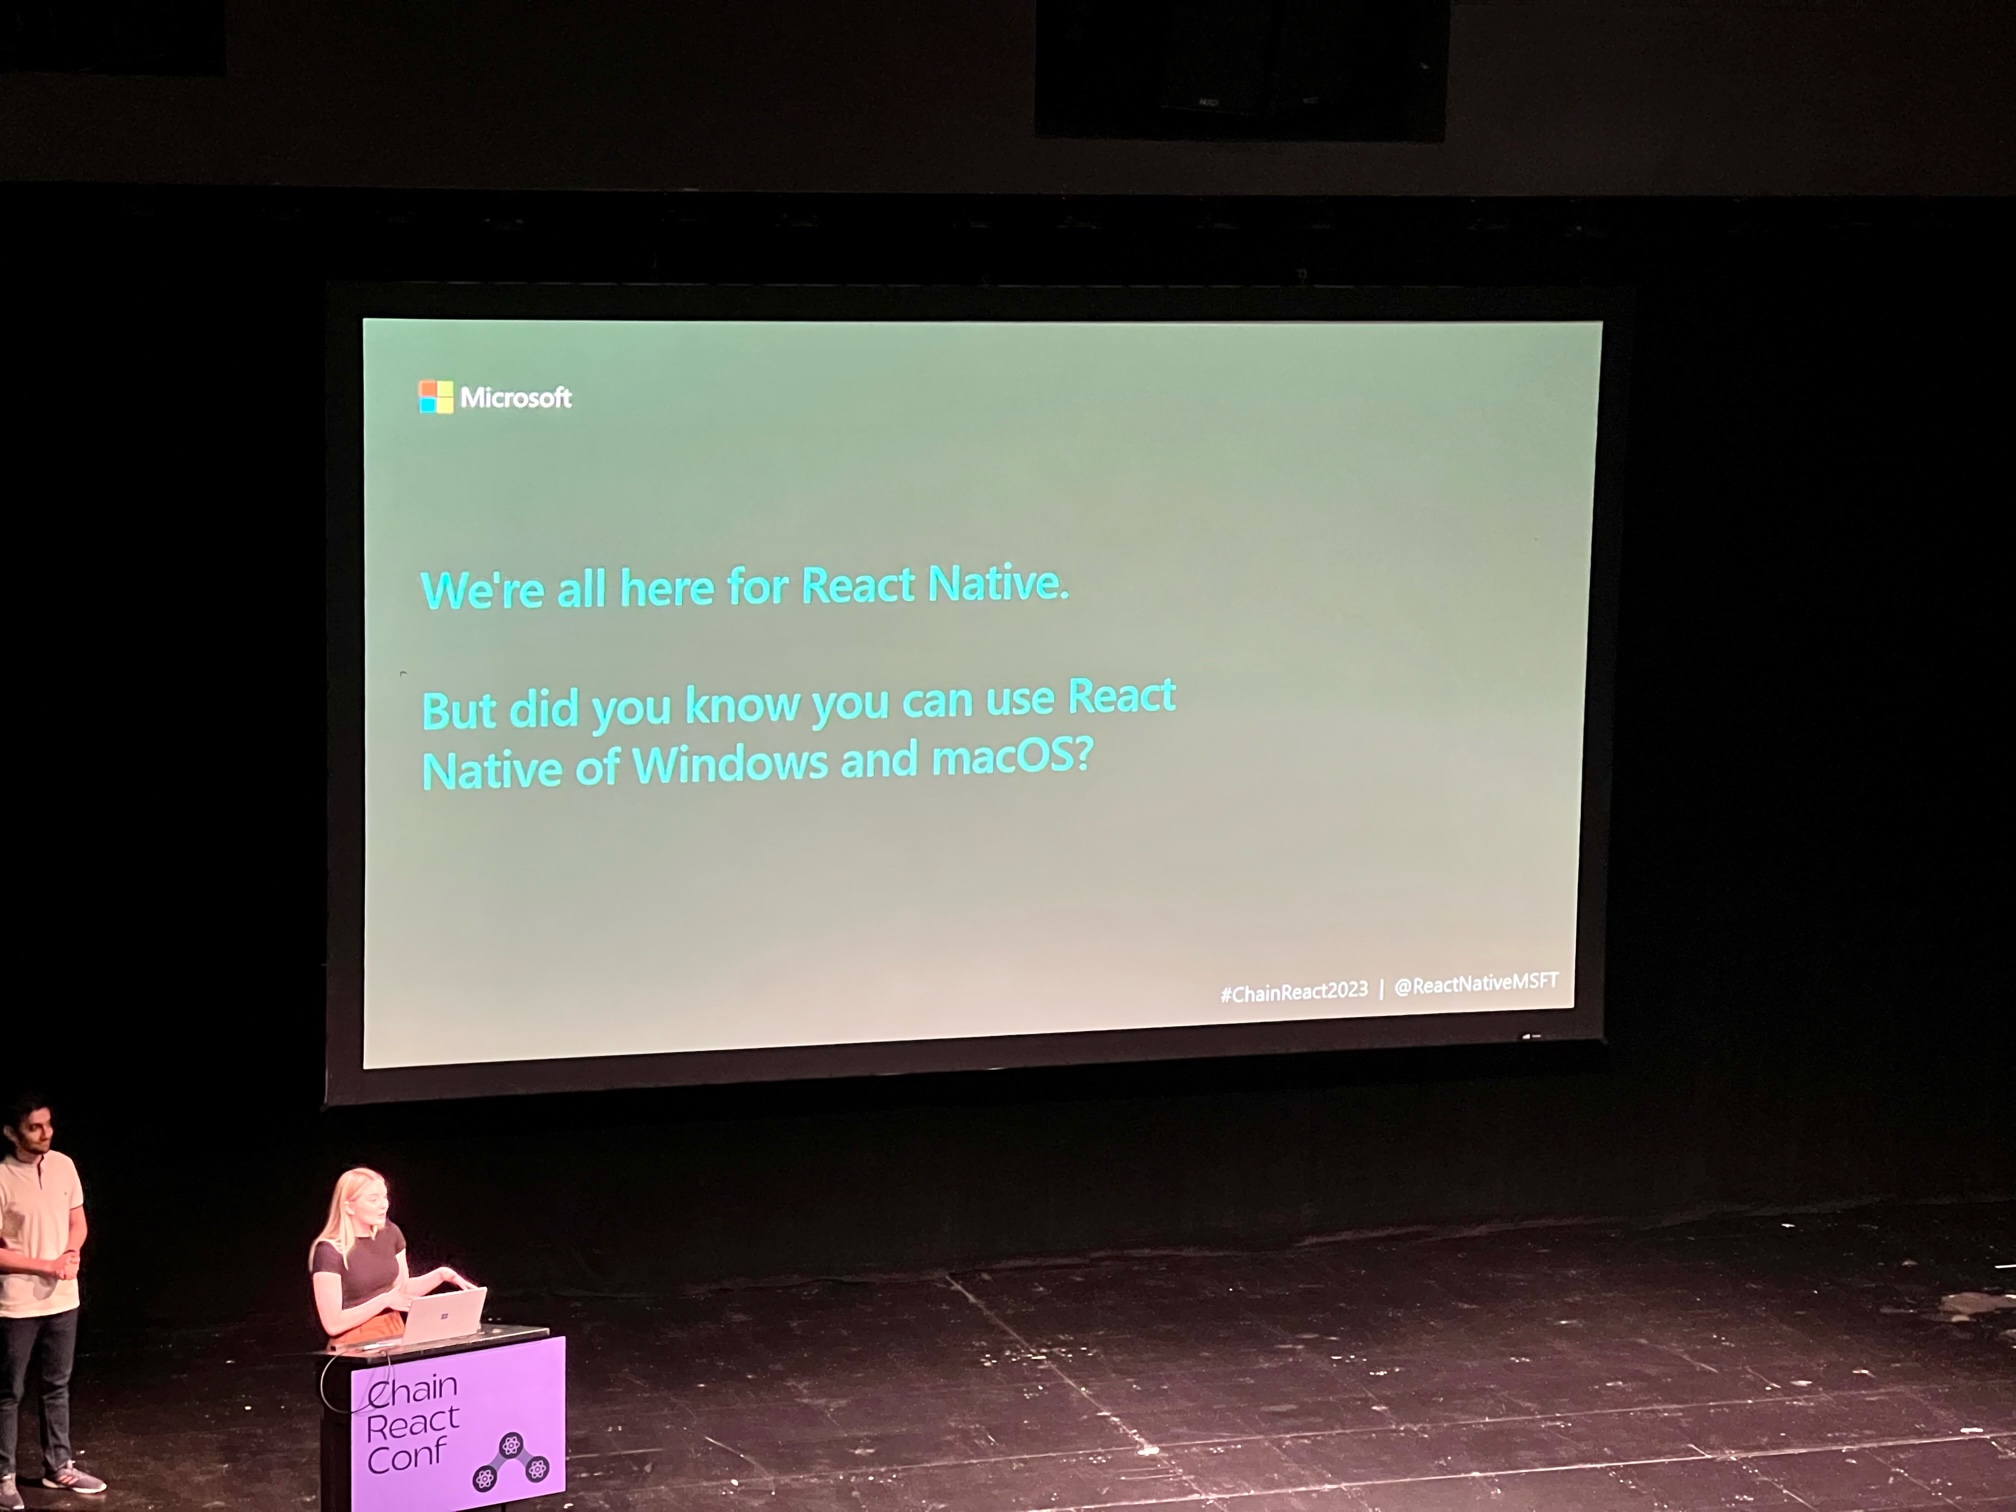 Microsoft
We're all here for React Native.
But did you know you can use React
Native of Windows and macOS?
#ChainReact2023 | @ReactNativeMSFT
Chain
React
Conf